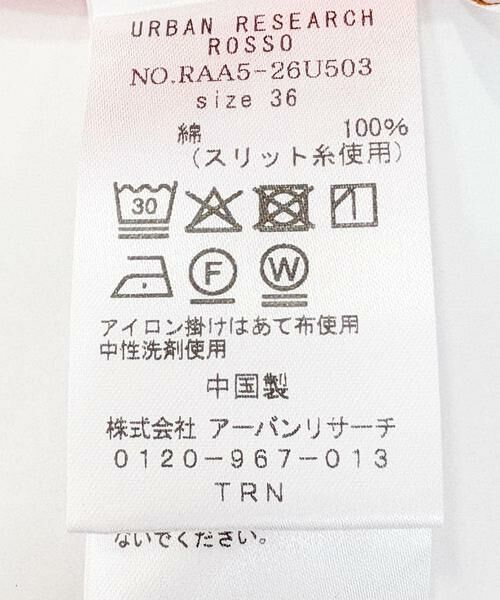 URBAN RESEARCH
ROSSO
NO.RAA5-26U503
size 36
綿 100%
(スリット糸使用)
30
F W
アイロン掛けはあて布使用
中性洗剤使用
中国製
株式会社 アーバンリサーチ
0120-967-013
TRN
ないでください。